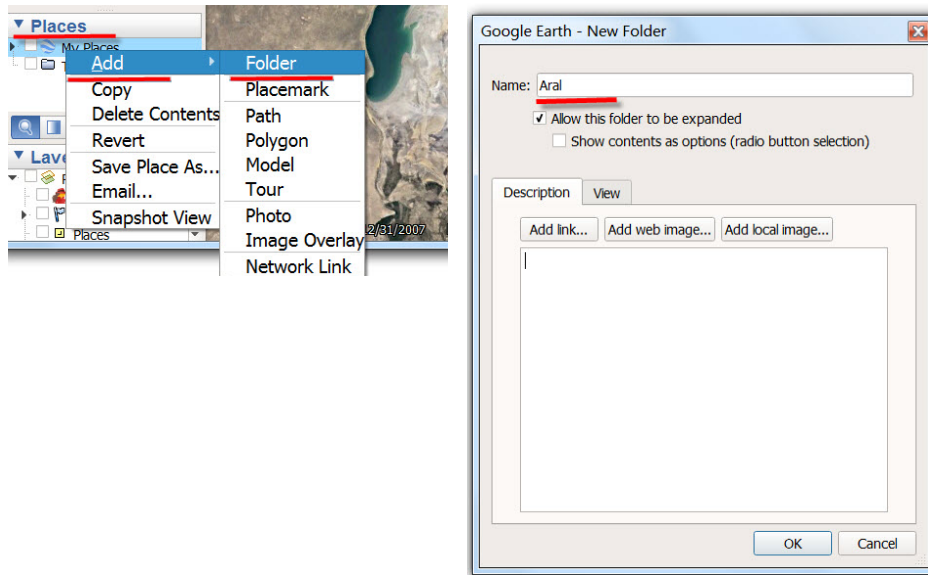 Places
My Places
Add
Copy
Delete Contents
Revert
Save Place As...
Email...
Snapshot View
Folder
Placemark
Path
Polygon
Model
Tour
Photo
Image Overlay
Network Link
Places
2/31/2007
Google Earth - New Folder
Name: Aral
Allow this folder to be expanded
Show contents as options (radio button selection)
Description View
Add link... Add web image... Add local image...
OK Cancel